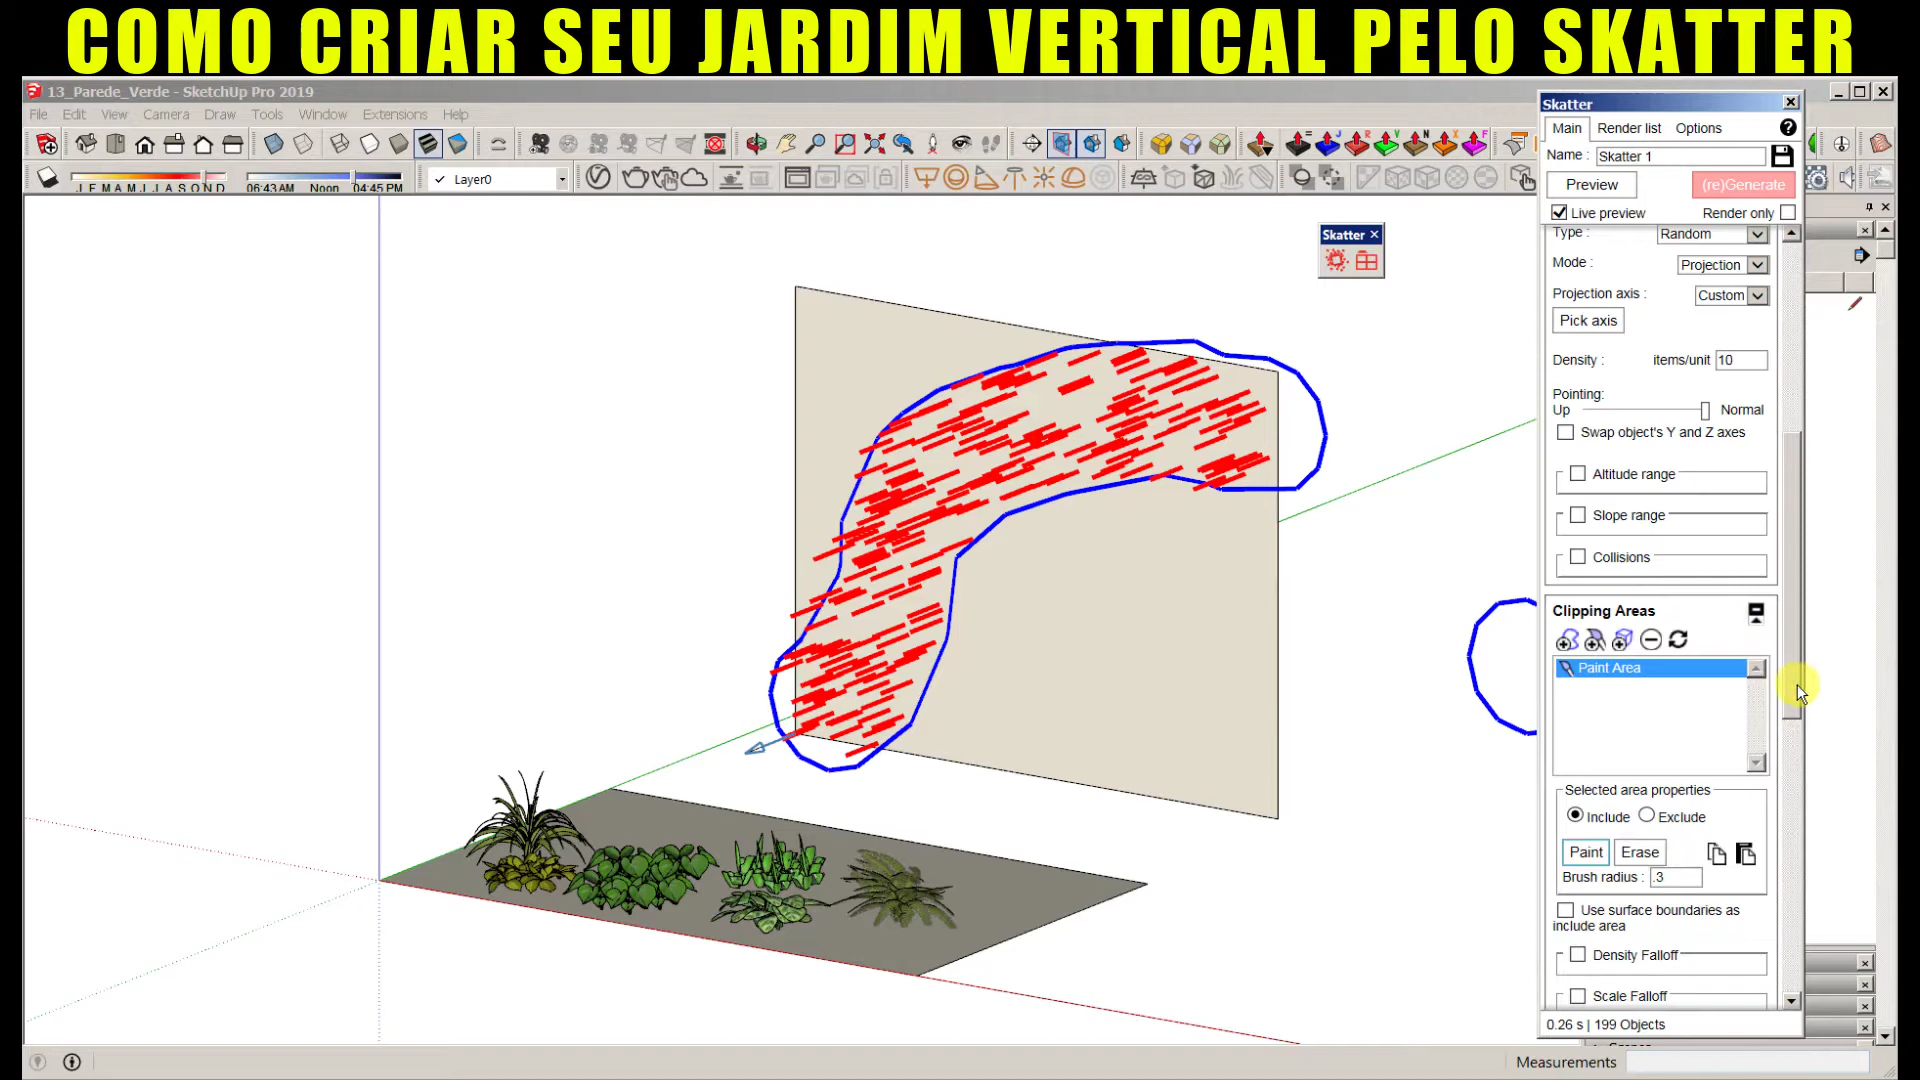 COMO CRIAR SEU JARDIM VERTICAL PELO SKATTER
13_Parede_Verde - SketchUp Pro 2019
File Edit View Camera Draw Tools Window Extensions Help
J F M A M J J A S O N D
06:43 AM Noon 04:45 PM
Layer0
Skatter
Skatter
Main Render list Options
Name : Skatter 1
Preview (re)Generate
Live preview Render only
Type : Random
Mode : Projection
Projection axis : Custom
Pick axis
Density : items/unit 10
Pointing:
Up Normal
Swap object's Y and Z axes
Altitude range
Slope range
Collisions
Clipping Areas
Paint Area
Selected area properties
Include Exclude
Paint Erase
Brush radius : .3
Use surface boundaries as
include area
Density Falloff
Scale Falloff
0.26 s | 199 Objects
Measurements